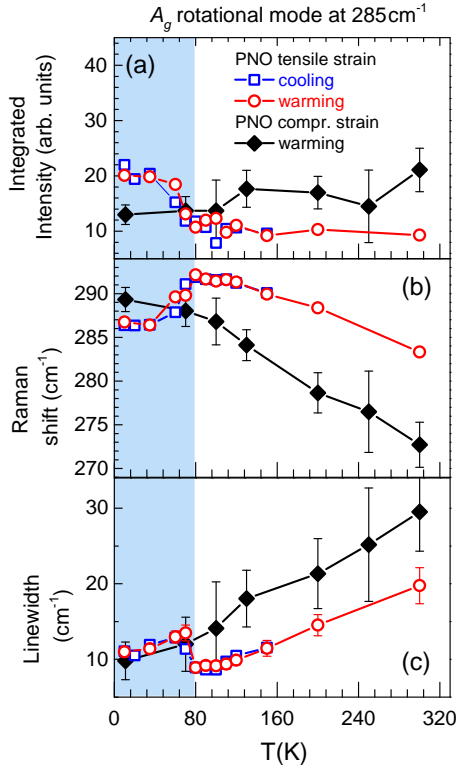 A_g rotational mode at 285cm⁻¹
(a)
PNO tensile strain
cooling
warming
PNO compr. strain
warming
Integrated
Intensity (arb. units)
40
30
20
10
(b)
Raman
shift (cm⁻¹)
290
285
280
275
270
(c)
Linewidth
(cm⁻¹)
30
20
10
0 80 160 240 320
T(K)